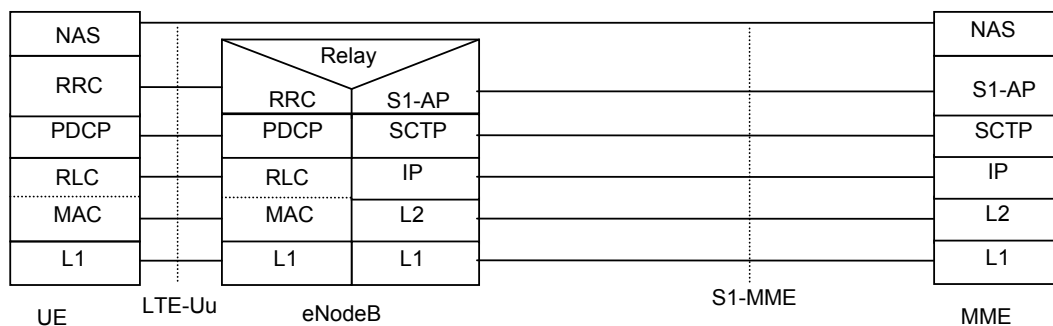 NAS
NAS
Relay
RRC
RRC
S1-AP
S1-AP
PDCP
PDCP
SCTP
SCTP
RLC
RLC
IP
IP
MAC
MAC
L2
L2
L1
L1
L1
L1
UE
LTE-Uu
eNodeB
S1-MME
MME